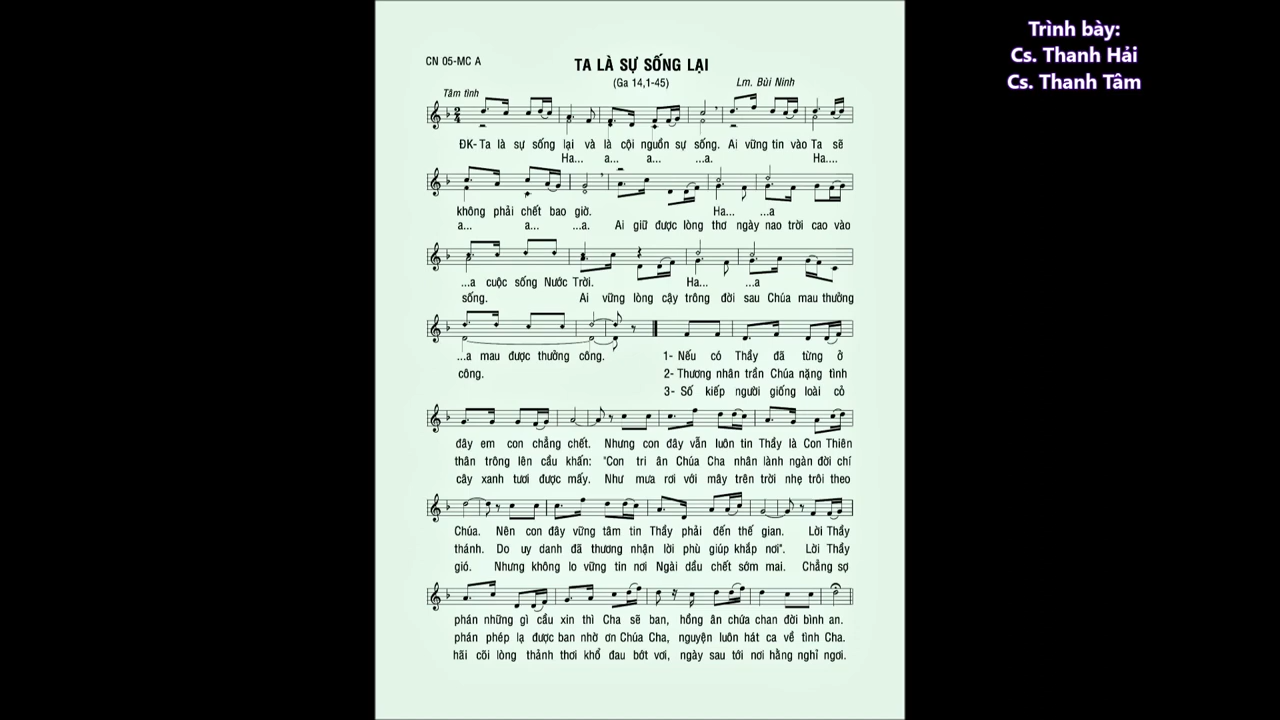 Trình bày:
Cs. Thanh Hải
Cs. Thanh Tâm
CN 05-MC A
TA LÀ SỰ SỐNG LẠI
(Ga 14,1-45)
Lm. Bùi Ninh
Tâm tình
ĐK- Ta là sự sống lại và là cội nguồn sự sống. Ai vững tin vào Ta sẽ
Ha... a... a... ...a. Ha....
không phải chết bao giờ. Ha... ...a
a... a... ...a. Ai giữ được lòng thơ ngày nao trời cao vào
...a cuộc sống Nước Trời. Ha... ...a
sống. Ai vững lòng cậy trông đời sau Chúa mau thưởng
...a mau được thưởng công. 1- Nếu có Thầy đã từng ở
công. 2- Thương nhân trần Chúa nặng tình
3- Số kiếp người giống loài cỏ
đây em con chẳng chết. Nhưng con đây vẫn luôn tin Thầy là Con Thiên
thân trông lên cầu khấn: "Con tri ân Chúa Cha nhân lành ngàn đời chí
cây xanh tươi được mấy. Như mưa rơi với mây trên trời nhẹ trôi theo
Chúa. Nên con đây vững tâm tin Thầy phải đến thế gian. Lời Thầy
thánh. Do uy danh đã thương nhận lời phù giúp khắp nơi". Lời Thầy
gió. Nhưng không lo vững tin nơi Ngài dầu chết sớm mai. Chẳng sợ
phán những gì cầu xin thì Cha sẽ ban, hồng ân chứa chan đời bình an.
phán phép lạ được ban nhờ ơn Chúa Cha, nguyện luôn hát ca về tình Cha.
hãi cõi lòng thảnh thơi khổ đau bớt vơi, ngày sau tới nơi hằng nghỉ ngơi.